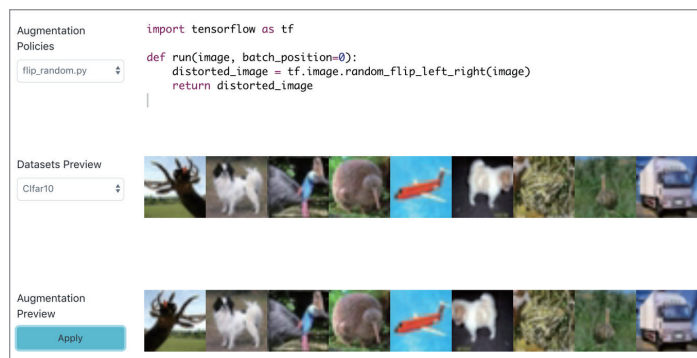 Augmentation
Policies
flip_random.py
import tensorflow as tf
def run(image, batch_position=0):
    distorted_image = tf.image.random_flip_left_right(image)
    return distorted_image
Datasets Preview
CIfar10
Augmentation
Preview
Apply